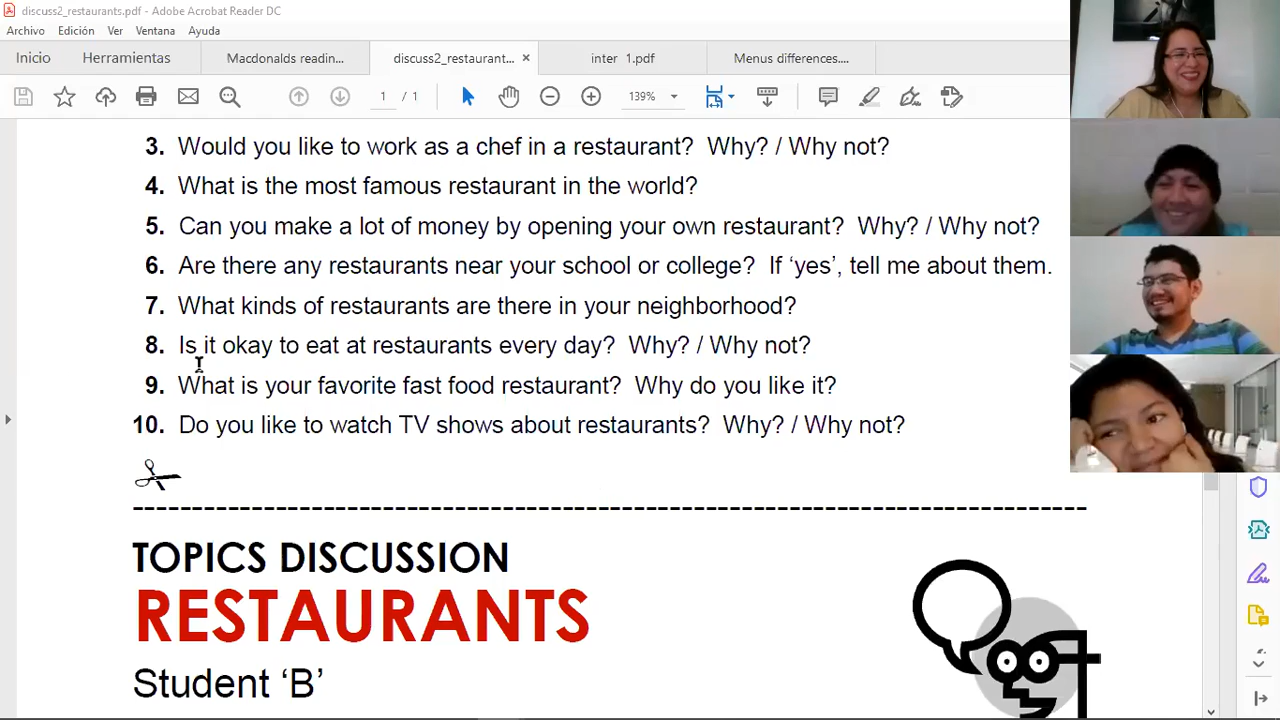 discuss2_restaurants.pdf - Adobe Acrobat Reader DC
Archivo Edición Ver Ventana Ayuda
Inicio Herramientas Macdonalds readin... discuss2_restaurant... × inter 1.pdf Menus differences....
1 / 1 139%
3. Would you like to work as a chef in a restaurant? Why? / Why not?
4. What is the most famous restaurant in the world?
5. Can you make a lot of money by opening your own restaurant? Why? / Why not?
6. Are there any restaurants near your school or college? If ‘yes’, tell me about them.
7. What kinds of restaurants are there in your neighborhood?
8. Is it okay to eat at restaurants every day? Why? / Why not?
9. What is your favorite fast food restaurant? Why do you like it?
10. Do you like to watch TV shows about restaurants? Why? / Why not?
TOPICS DISCUSSION
RESTAURANTS
Student ‘B’